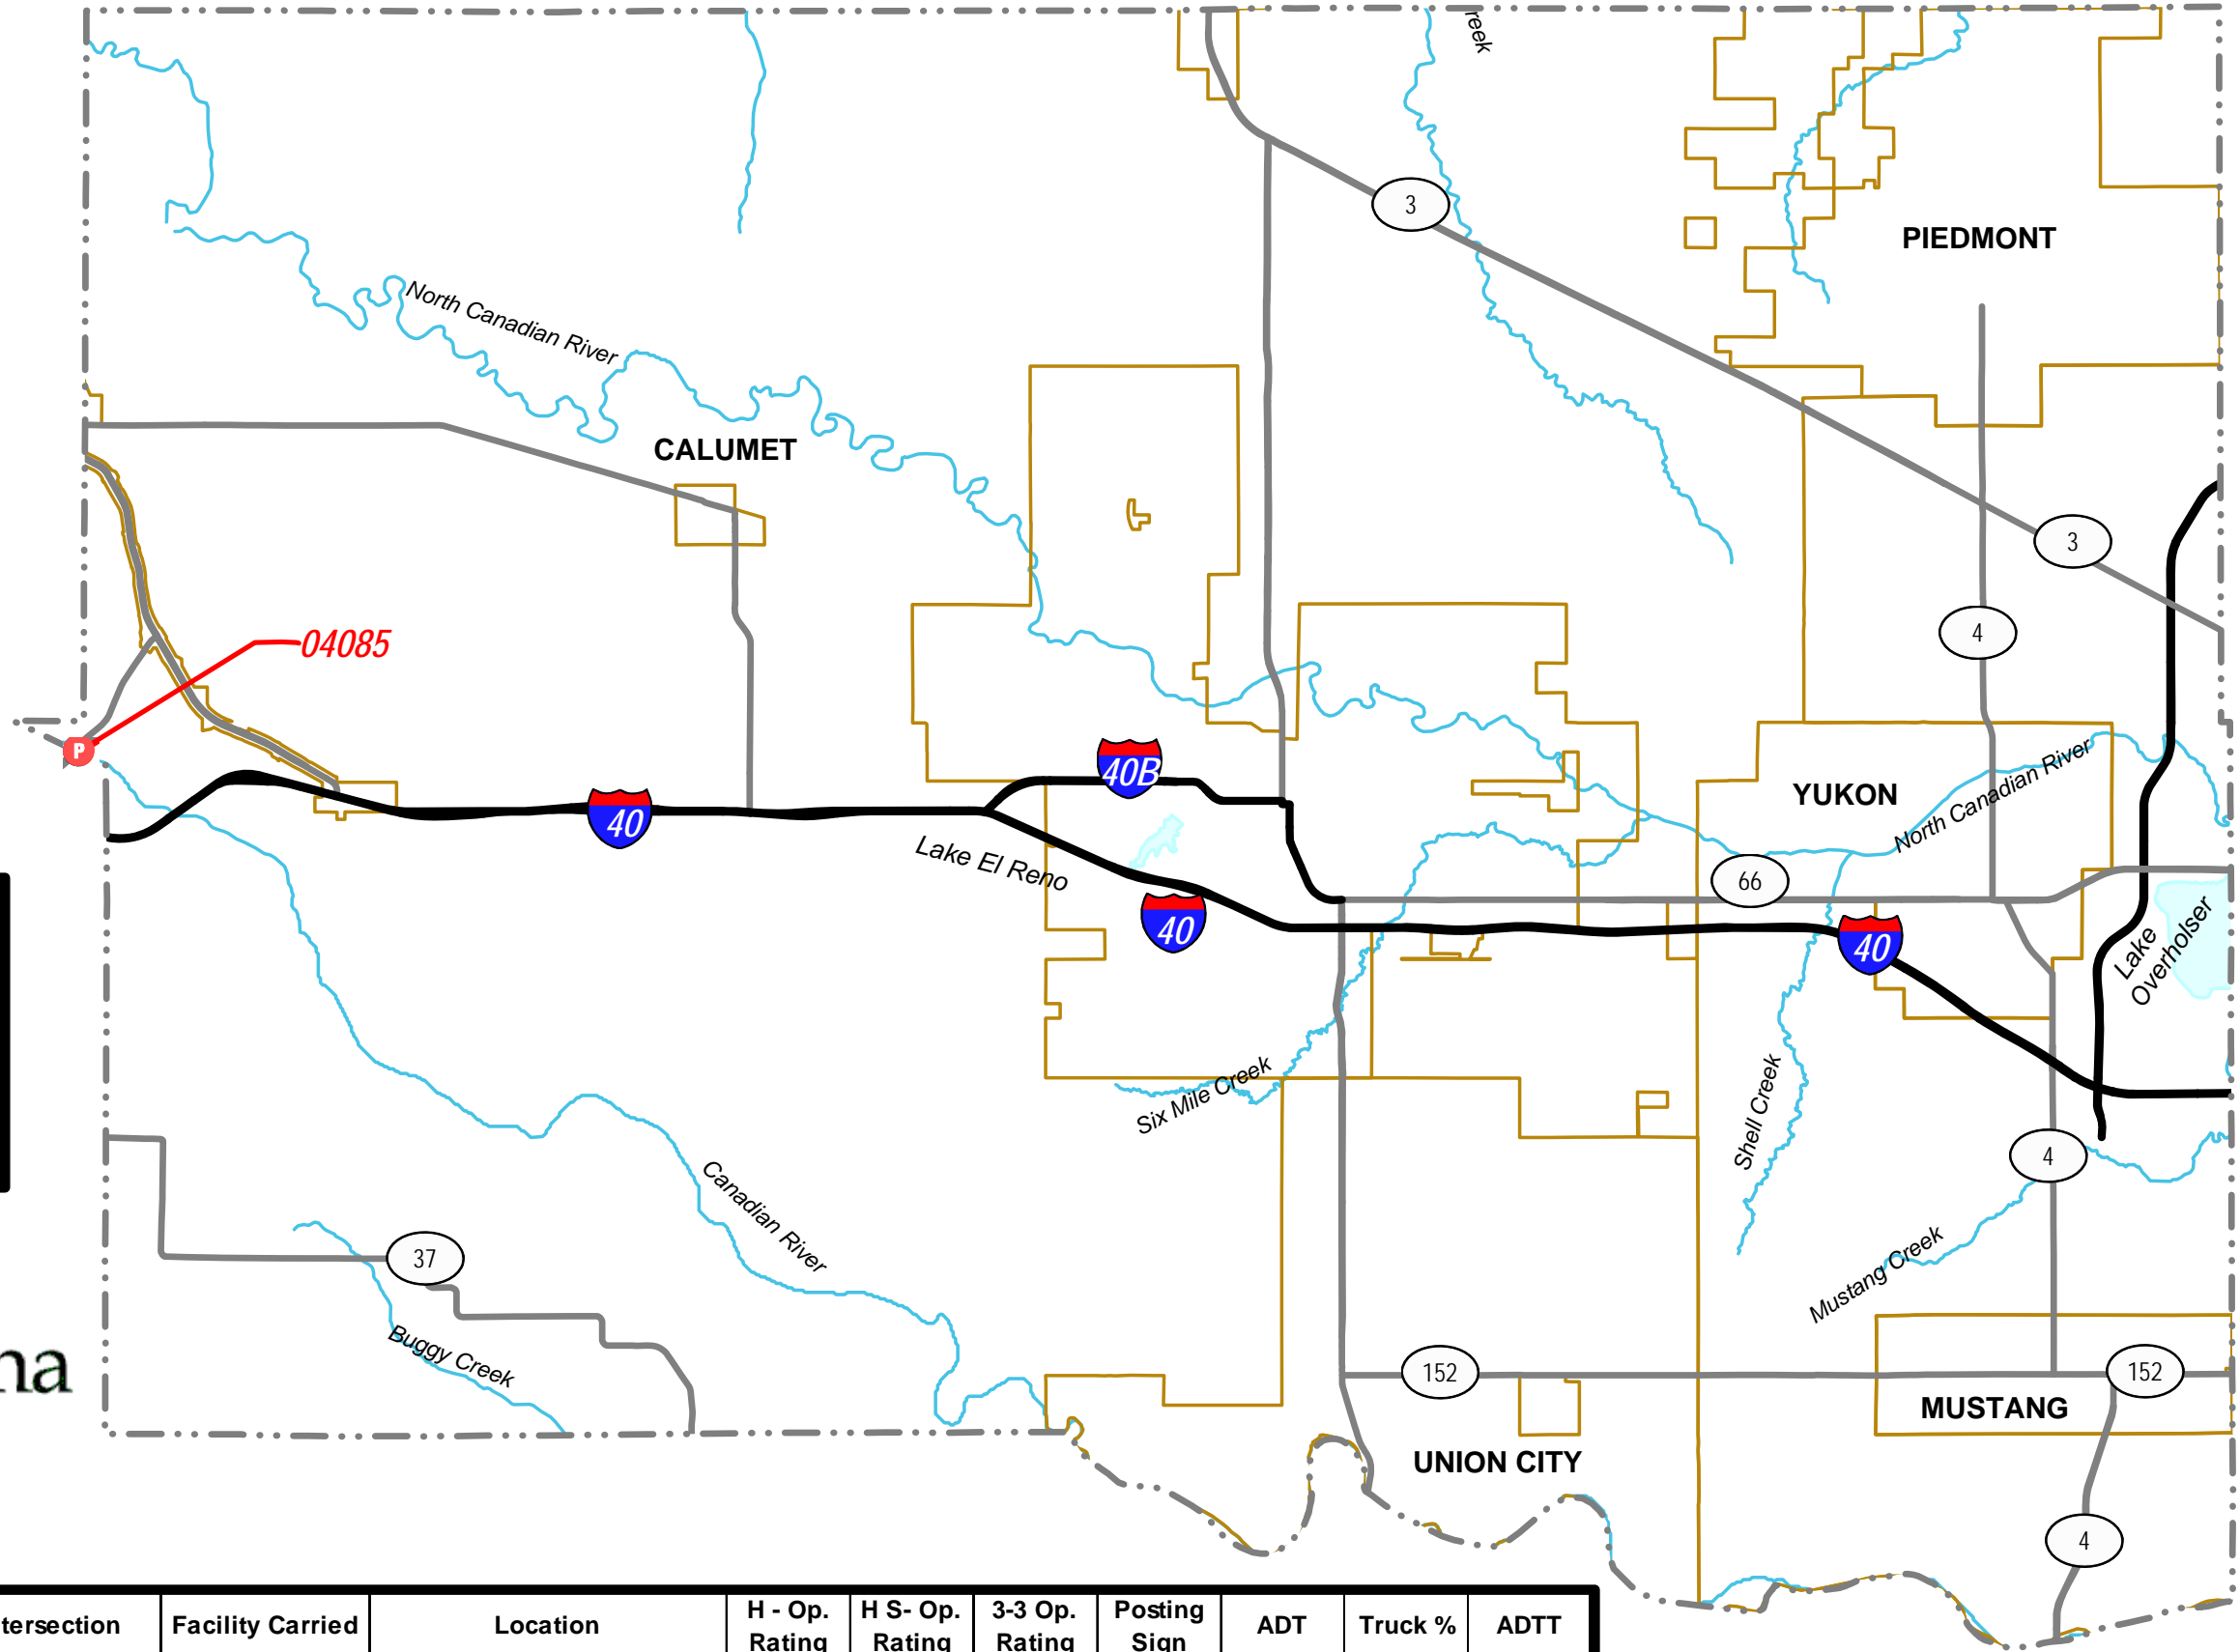 reek
3
PIEDMONT
North Canadian River
CALUMET
3
4
04085
P
40B
40
YUKON
North Canadian River
Lake El Reno
66
40
40
Lake
Overholser
Six Mile Creek
Shell Creek
4
Canadian River
37
Mustang Creek
Buggy Creek
na
152
152
MUSTANG
UNION CITY
4
tersection Facility Carried Location H - Op. Rating H S- Op. Rating 3-3 Op. Rating Posting Sign ADT Truck % ADTT